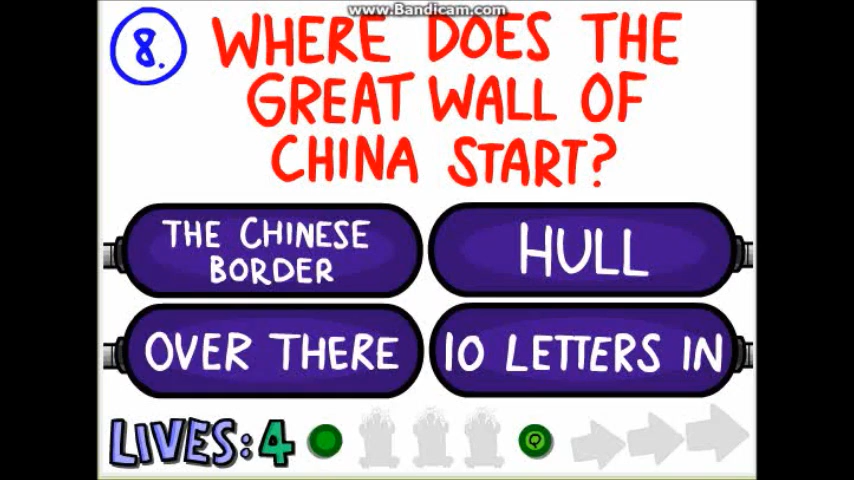 www.Bandicam.com
8. WHERE DOES THE
GREAT WALL OF
CHINA START?
THE CHINESE
BORDER
HULL
OVER THERE
10 LETTERS IN
LIVES: 4
Q